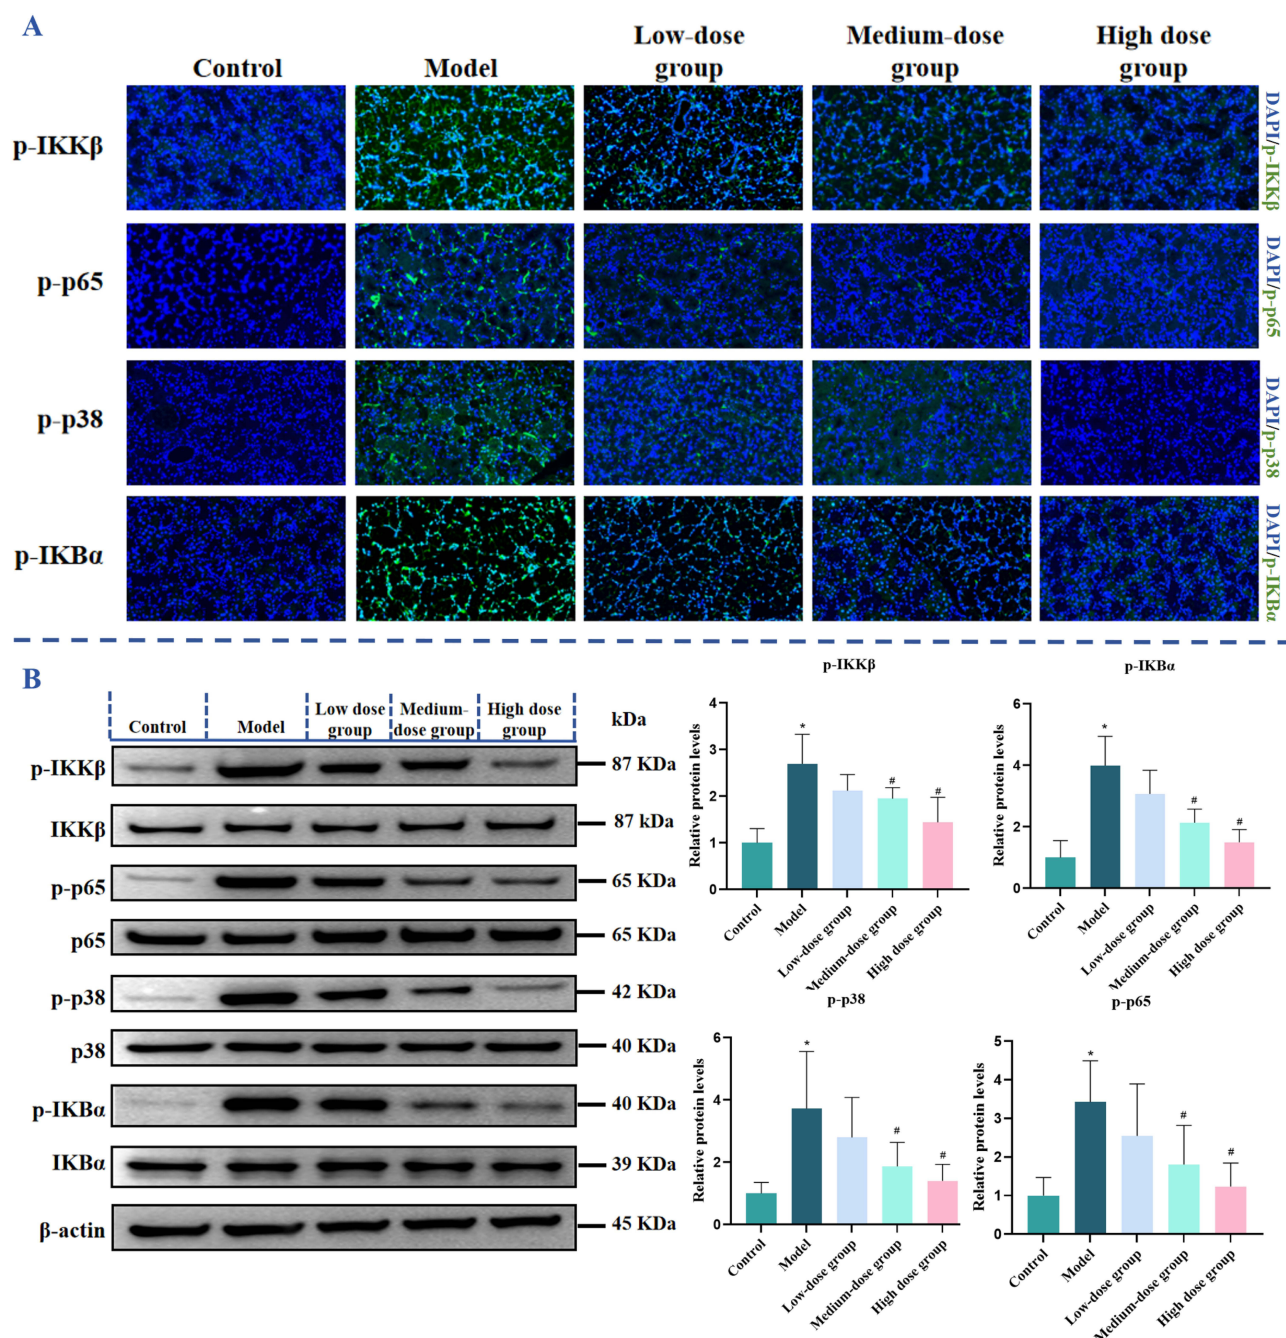 A
Control
Model
Low-dose
group
Medium-dose
group
High dose
group
p-IKKβ
DAPI/p-IKKβ
p-p65
DAPI/p-p65
p-p38
DAPI/p-p38
p-IKBα
DAPI/p-IKBα
B
Control
Model
Low dose
group
Medium-
dose group
High dose
group
kDa
p-IKKβ
87 KDa
IKKβ
87 kDa
p-p65
65 KDa
p65
65 KDa
p-p38
42 KDa
p38
40 KDa
p-IKBα
40 KDa
IKBα
39 KDa
β-actin
45 KDa
p-IKKβ
Relative protein levels
4
3
2
1
0
*
#
#
Control
Model
Low-dose group
Medium-dose group
High dose group
p-IKBα
Relative protein levels
6
4
2
0
*
#
#
Control
Model
Low-dose group
Medium-dose group
High dose group
p-p38
Relative protein levels
6
4
2
0
*
#
#
Control
Model
Low-dose group
Medium-dose group
High dose group
p-p65
Relative protein levels
5
4
3
2
1
0
*
#
#
Control
Model
Low-dose group
Medium-dose group
High dose group